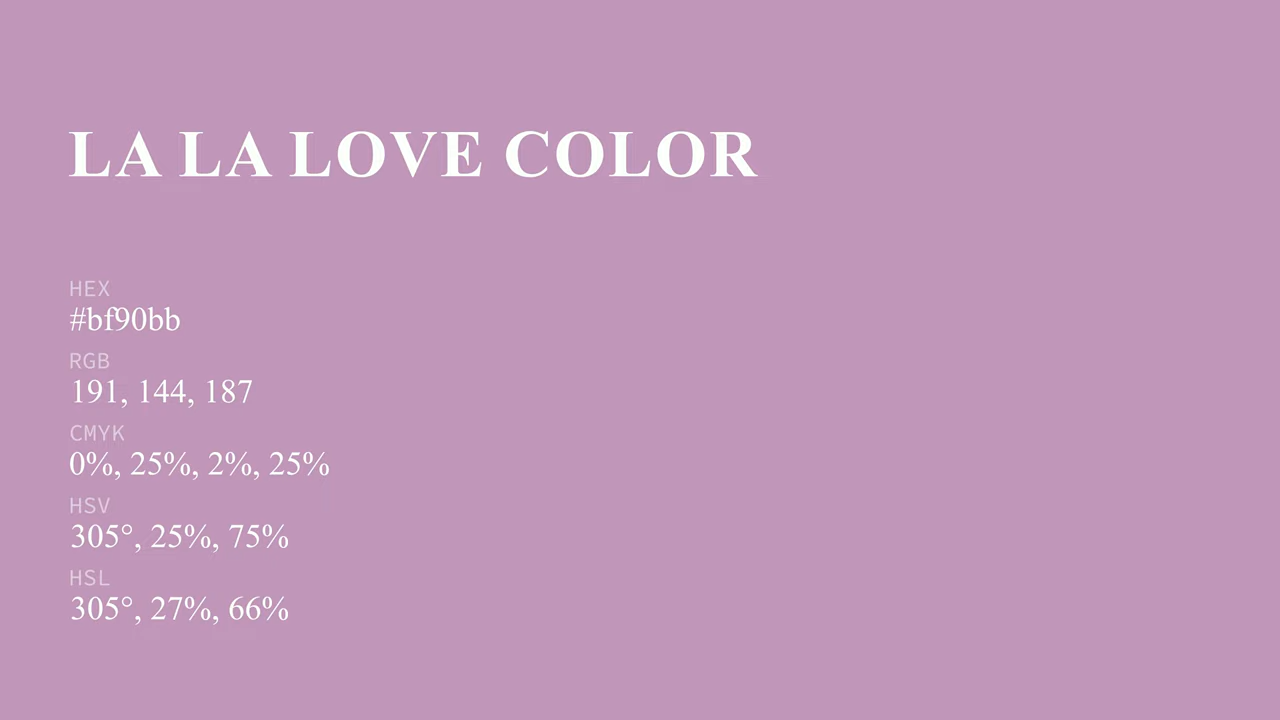 LA LA LOVE COLOR
HEX
#bf90bb
RGB
191, 144, 187
CMYK
0%, 25%, 2%, 25%
HSV
305°, 25%, 75%
HSL
305°, 27%, 66%